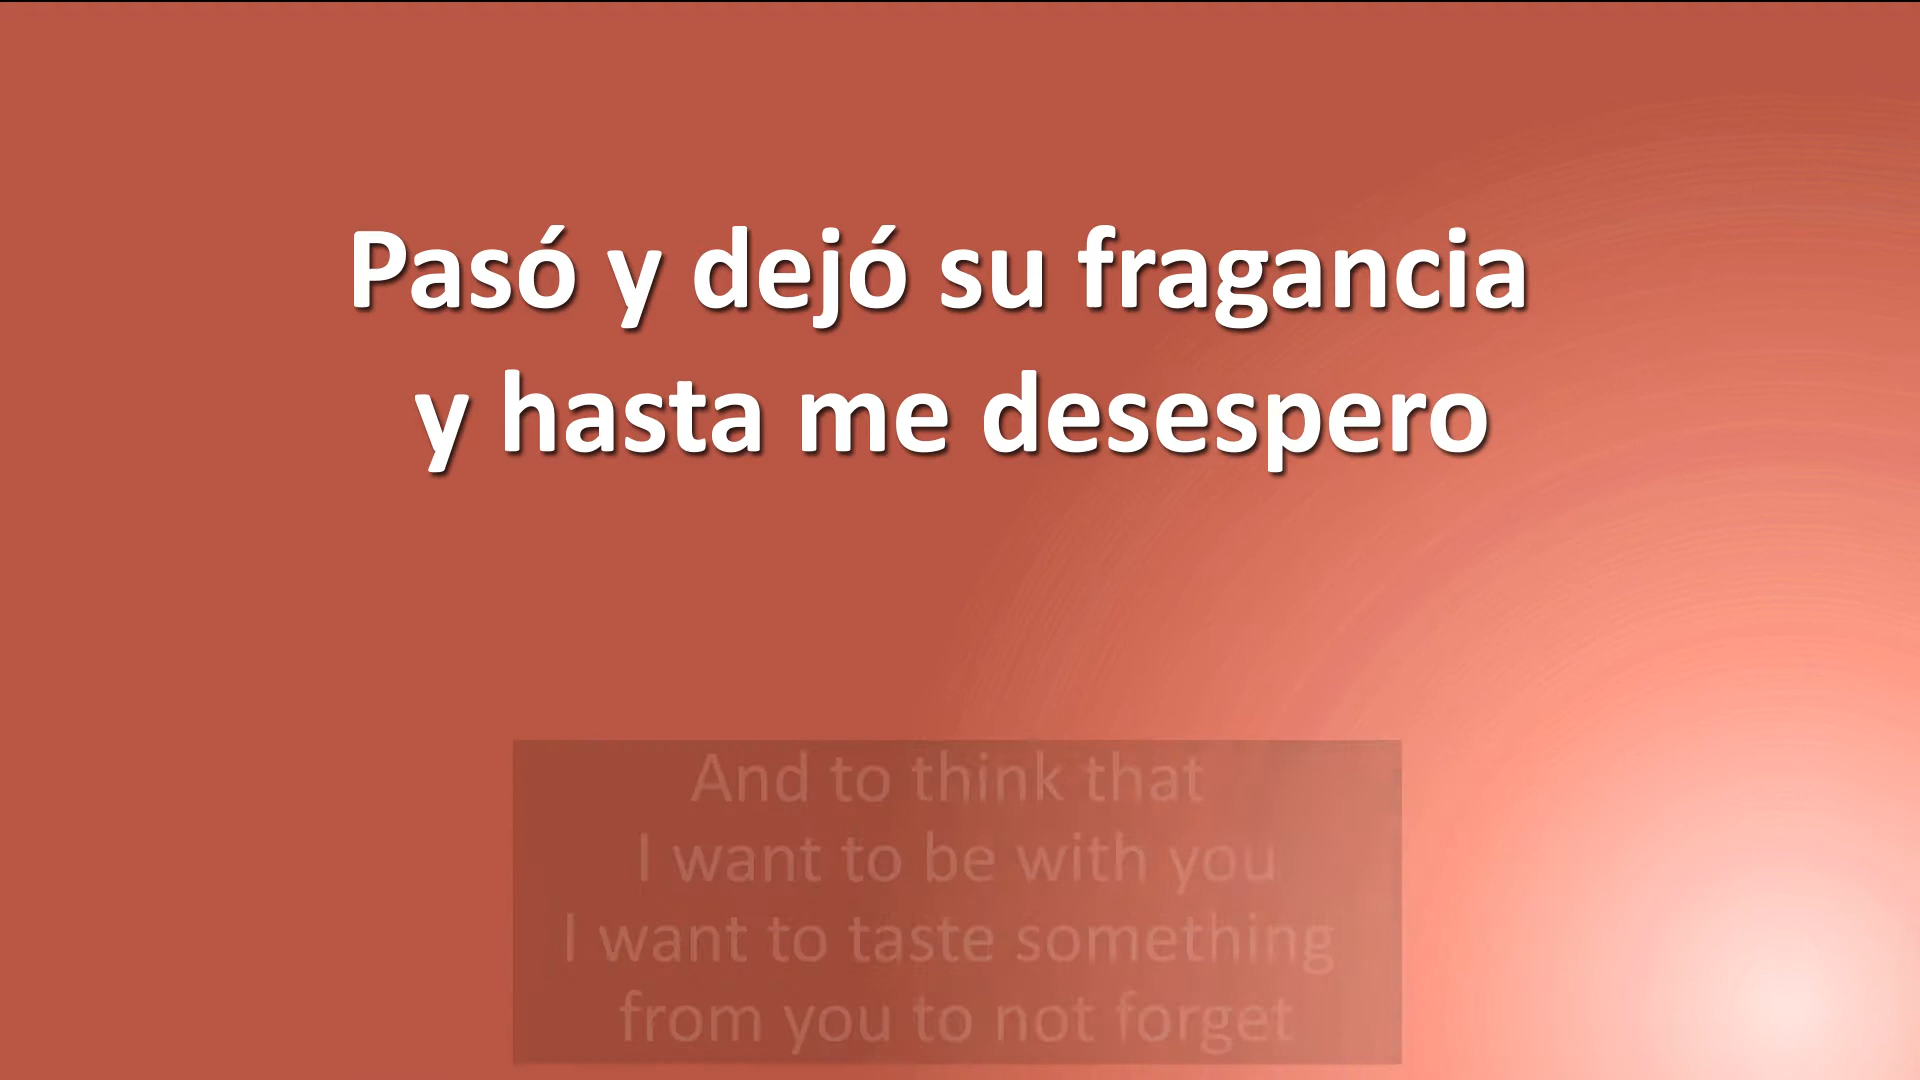 Pasó y dejó su fragancia
y hasta me desespero
And to think that
I want to be with you
I want to taste something
from you to not forget